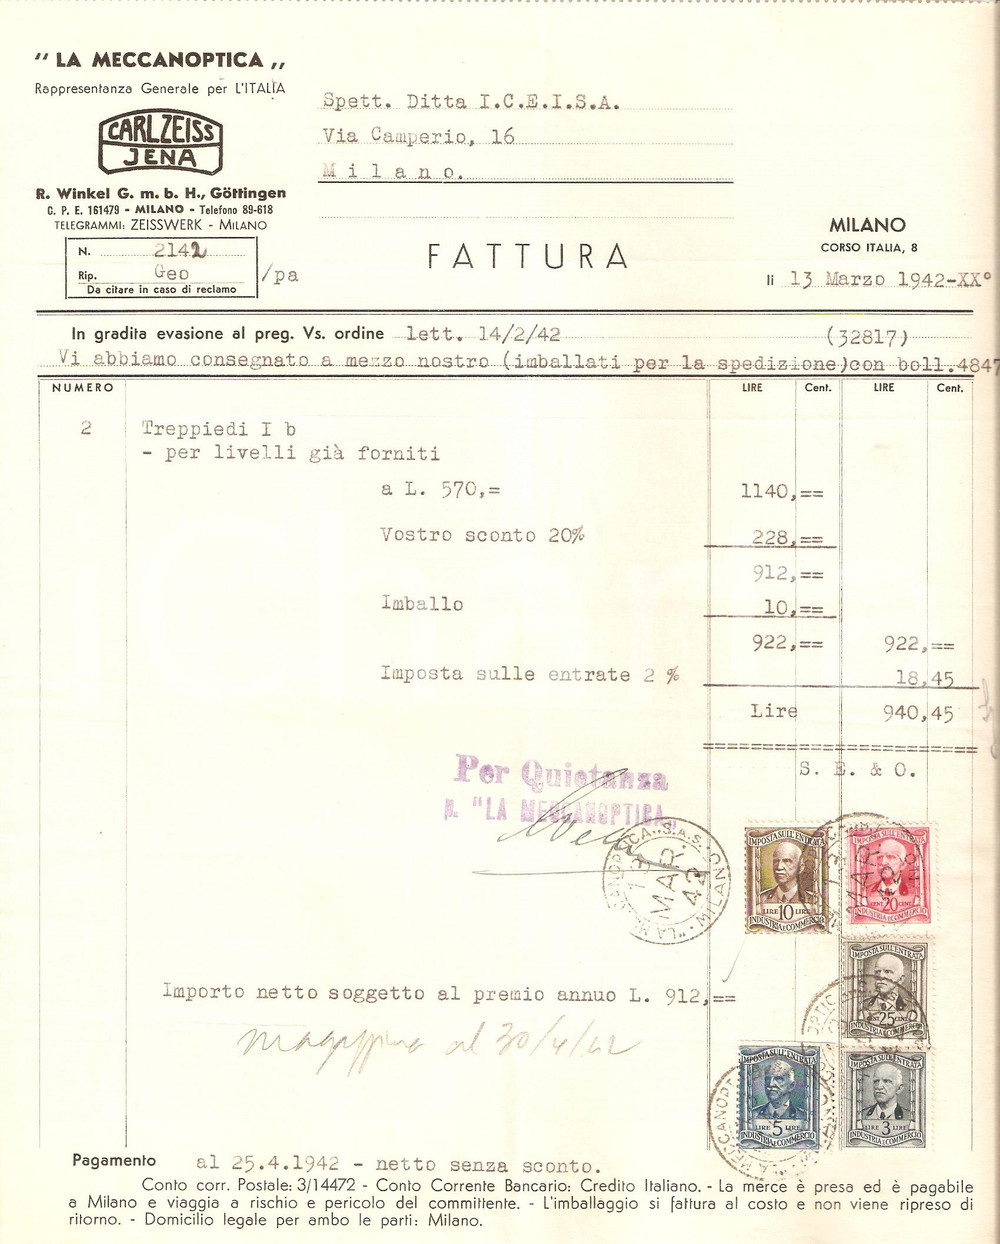 “ LA MECCANOPTICA „
Rappresentanza Generale per L'ITALIA
CARL ZEISS
JENA
R. Winkel G. m. b. H., Göttingen
C. P. E. 161479 - MILANO - Telefono 89-618
TELEGRAMMI: ZEISSWERK - MILANO
N. 2142
Rip. Geo /pa
Da citare in caso di reclamo
Spett. Ditta I.C.E.I.S.A.
Via Camperio, 16
Milano.
FATTURA
MILANO
CORSO ITALIA, 8
li 13 Marzo 1942-XX°
In gradita evasione al preg. Vs. ordine lett. 14/2/42 (32817)
Vi abbiamo consegnato a mezzo nostro (imballati per la spedizione)con boll.4847
NUMERO LIRE Cent. LIRE Cent.
2 Treppiedi I b
- per livelli già forniti
a L. 570,= 1140,==
Vostro sconto 20% 228,==
912,==
Imballo 10,==
922,== 922,==
Imposta sulle entrate 2 % 18,45
Lire 940,45
S. E. & O.
Per Quietanza
p. "LA MECCANOPTICA"
"LA MECCANOPTICA" S.A.S. - MILANO
13 MAR 42
IMPOSTA SULL'ENTRATA
LIRE 10 LIRE
INDUSTRIA E COMMERCIO
IMPOSTA SULL'ENTRATA
CENT 20 CENT
INDUSTRIA E COMMERCIO
IMPOSTA SULL'ENTRATA
CENT 25 CENT
INDUSTRIA E COMMERCIO
Importo netto soggetto al premio annuo L. 912,==
al 30/4/42
IMPOSTA SULL'ENTRATA
LIRE 5 LIRE
INDUSTRIA E COMMERCIO
IMPOSTA SULL'ENTRATA
LIRE 3 LIRE
INDUSTRIA E COMMERCIO
Pagamento al 25.4.1942 - netto senza sconto.
Conto corr. Postale: 3/14472 - Conto Corrente Bancario: Credito Italiano. - La merce è presa ed è pagabile
a Milano e viaggia a rischio e pericolo del committente. - L'imballaggio si fattura al costo e non viene ripreso di
ritorno. - Domicilio legale per ambo le parti: Milano.